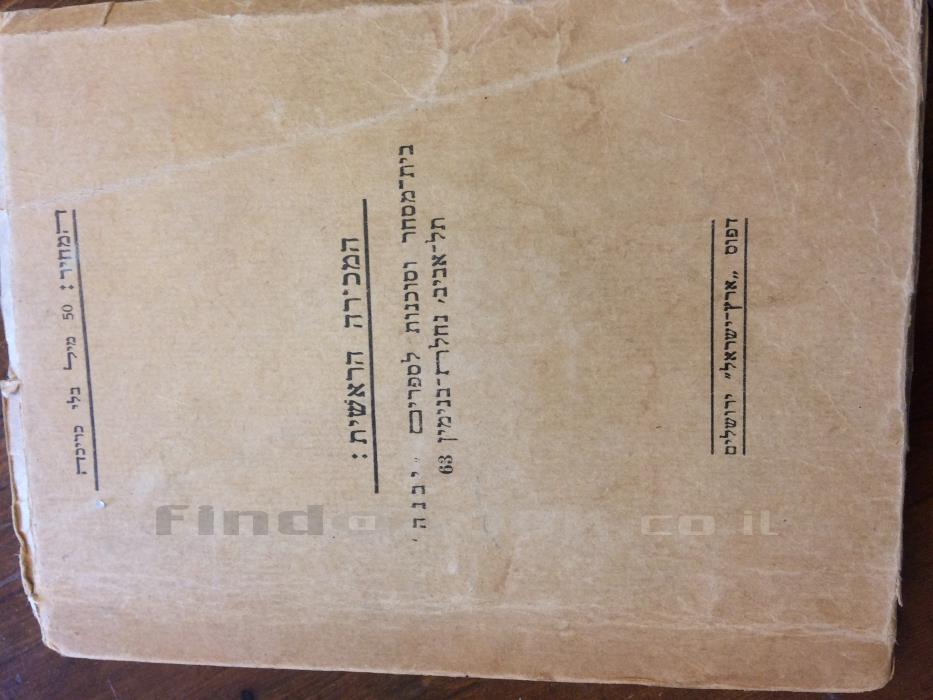 המחיר: 50 מיל בלי כריכה
המכירה הראשית:
בית־מסחר וסוכנות לספרים „יבנה"
תל־אביב, נחלת־בנימין 63
דפוס „ארץ־ישראל" ירושלים